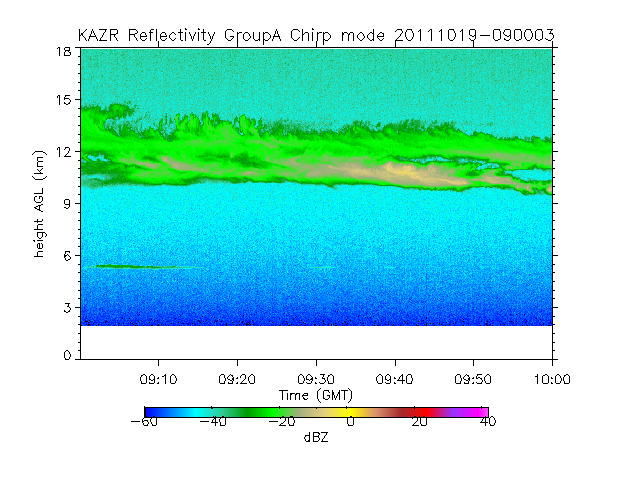 KAZR Reflectivity GroupA Chirp mode 20111019-090003
18
15
12
9
6
3
0
height AGL (km)
09:10 09:20 09:30 09:40 09:50 10:00
Time (GMT)
-60 -40 -20 0 20 40
dBZ